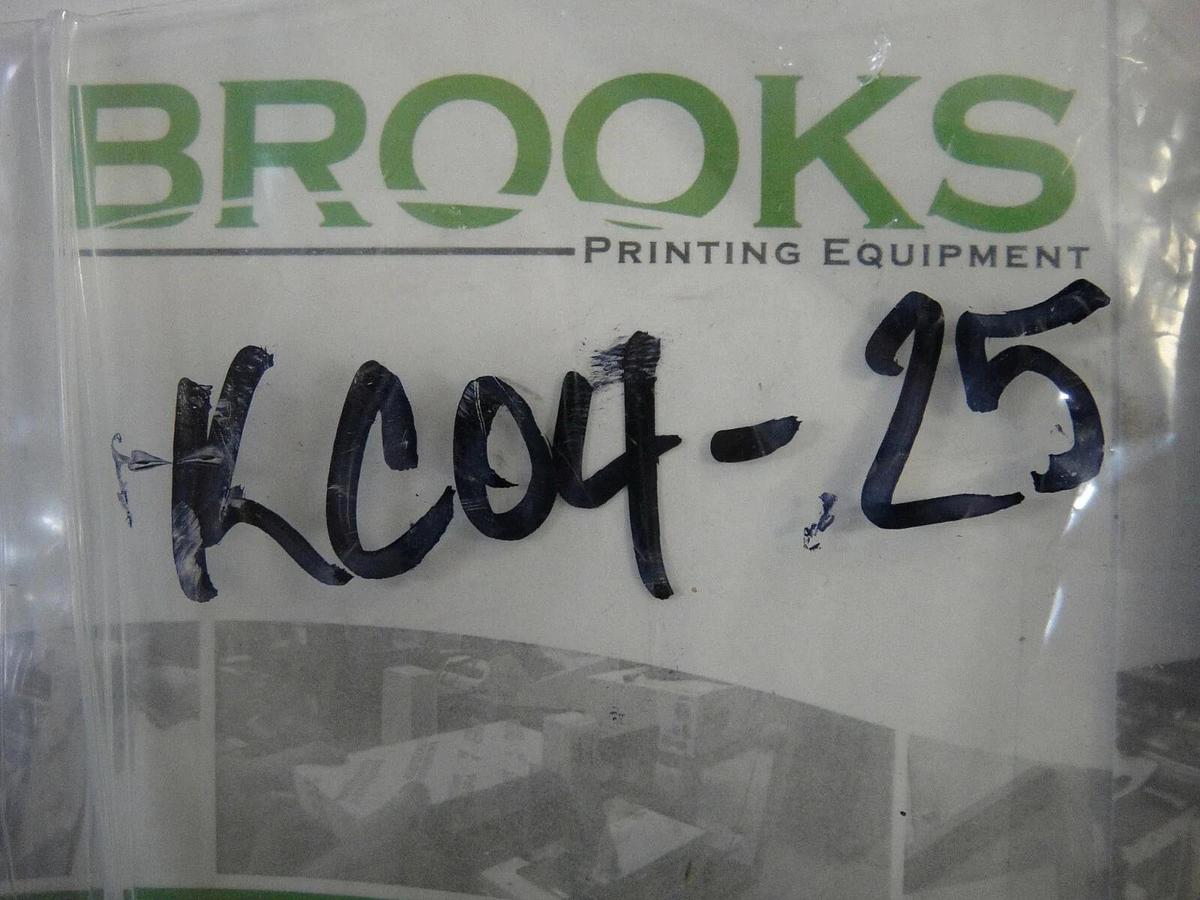 BROOKS
PRINTING EQUIPMENT
KC04-25